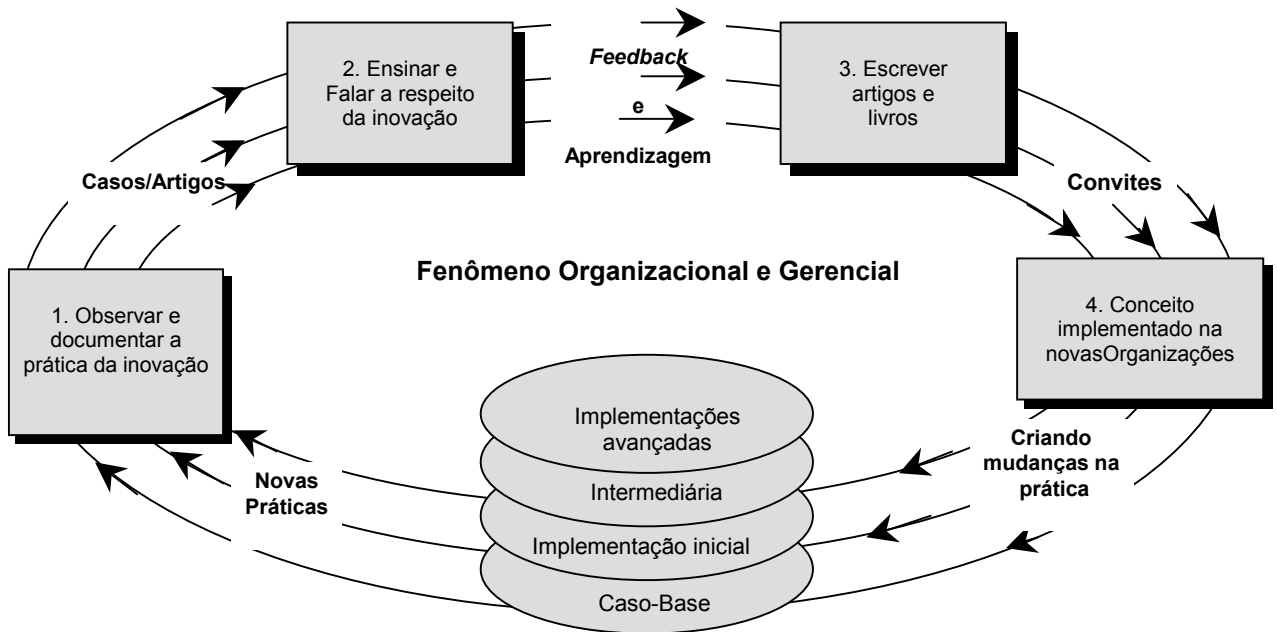 2. Ensinar e
Falar a respeito
da inovação
Feedback
e
Aprendizagem
3. Escrever
artigos e
livros
Casos/Artigos
Convites
Fenômeno Organizacional e Gerencial
1. Observar e
documentar a
prática da inovação
4. Conceito
implementado na
novasOrganizações
Implementações
avançadas
Intermediária
Implementação inicial
Caso-Base
Criando
mudanças na
prática
Novas
Práticas